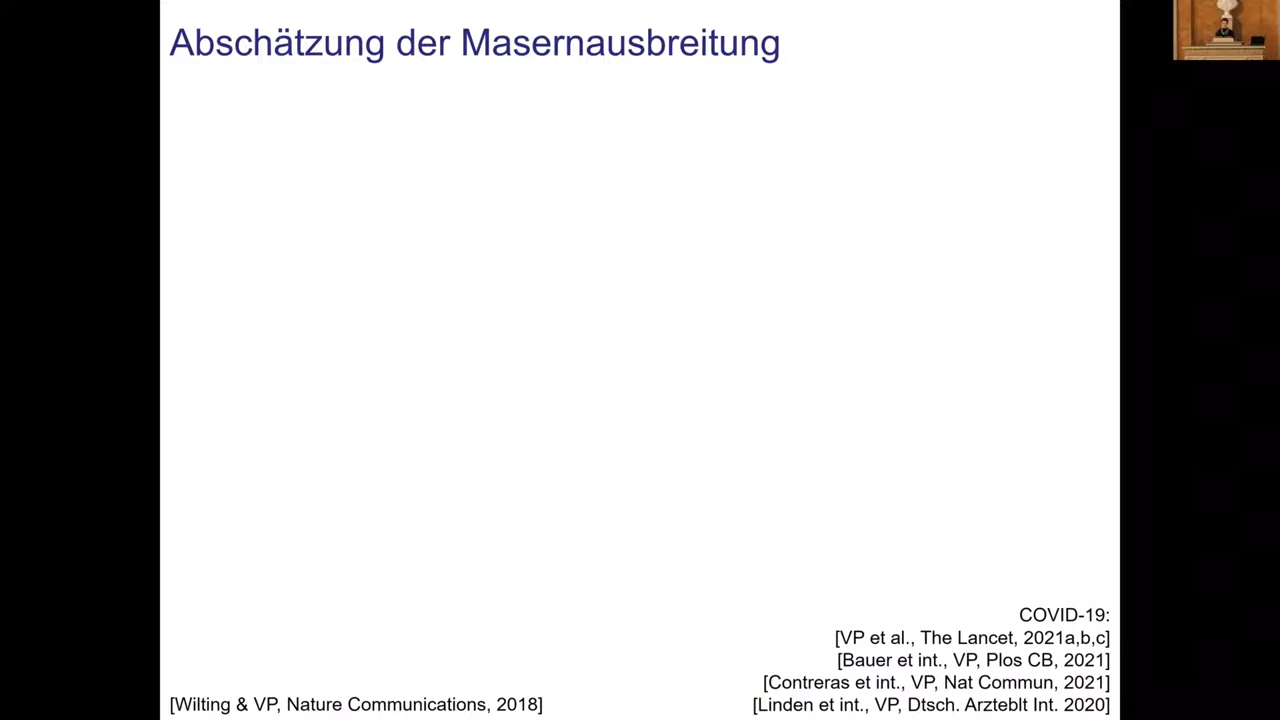 Abschätzung der Masernausbreitung
COVID-19:
[VP et al., The Lancet, 2021a,b,c]
[Bauer et int., VP, Plos CB, 2021]
[Contreras et int., VP, Nat Commun, 2021]
[Wilting & VP, Nature Communications, 2018]
[Linden et int., VP, Dtsch. Arzteblt Int. 2020]